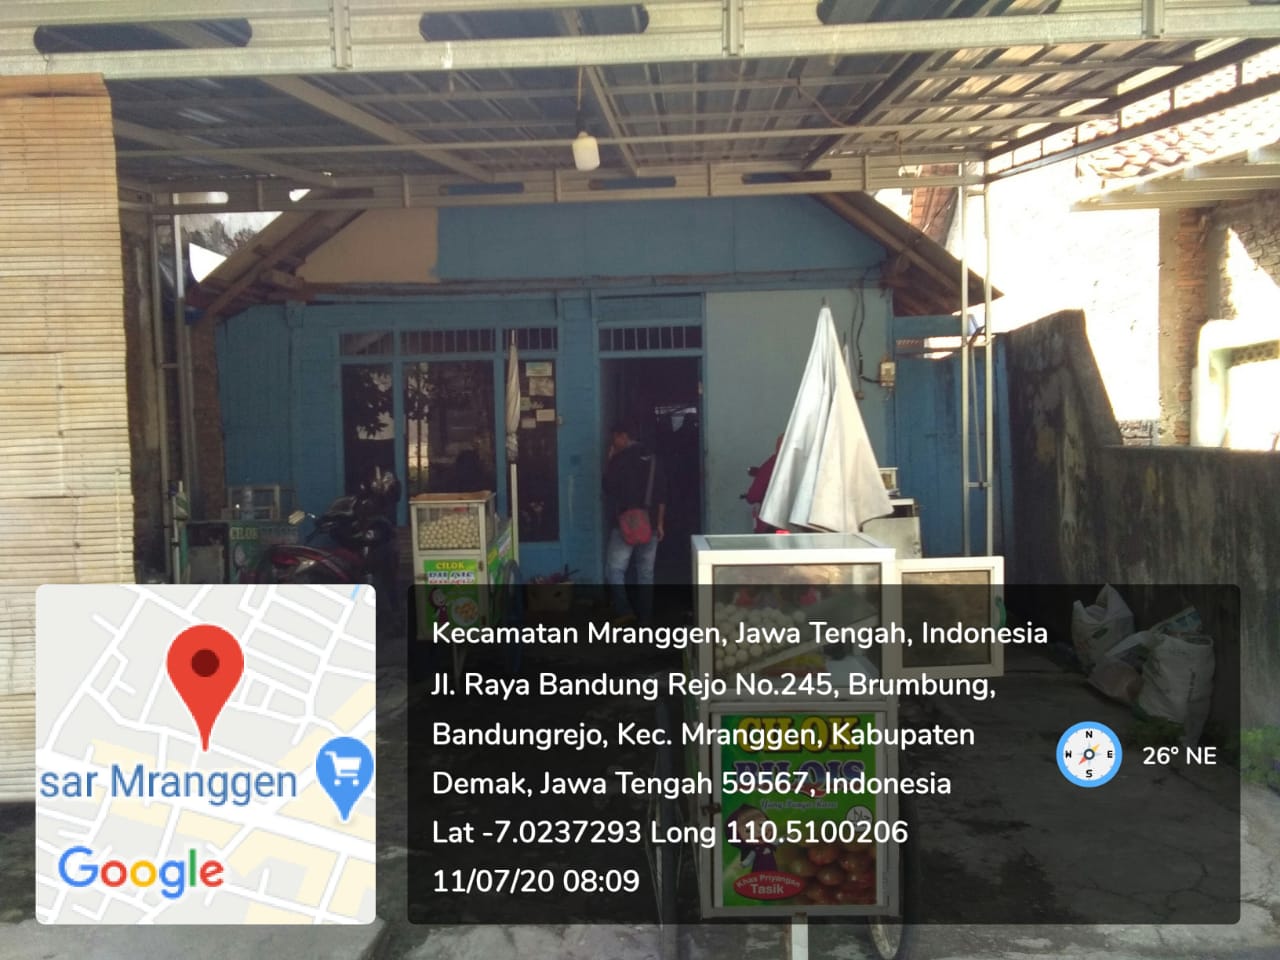 CILOK
CILOK
Kecamatan Mranggen, Jawa Tengah, Indonesia
Jl. Raya Bandung Rejo No.245, Brumbung,
Bandungrejo, Kec. Mranggen, Kabupaten
Demak, Jawa Tengah 59567, Indonesia
Lat -7.0237293 Long 110.5100206
11/07/20 08:09
N
W E
S
26° NE
sar Mranggen
Google
CILOK
Khas Priyangan
Tasik